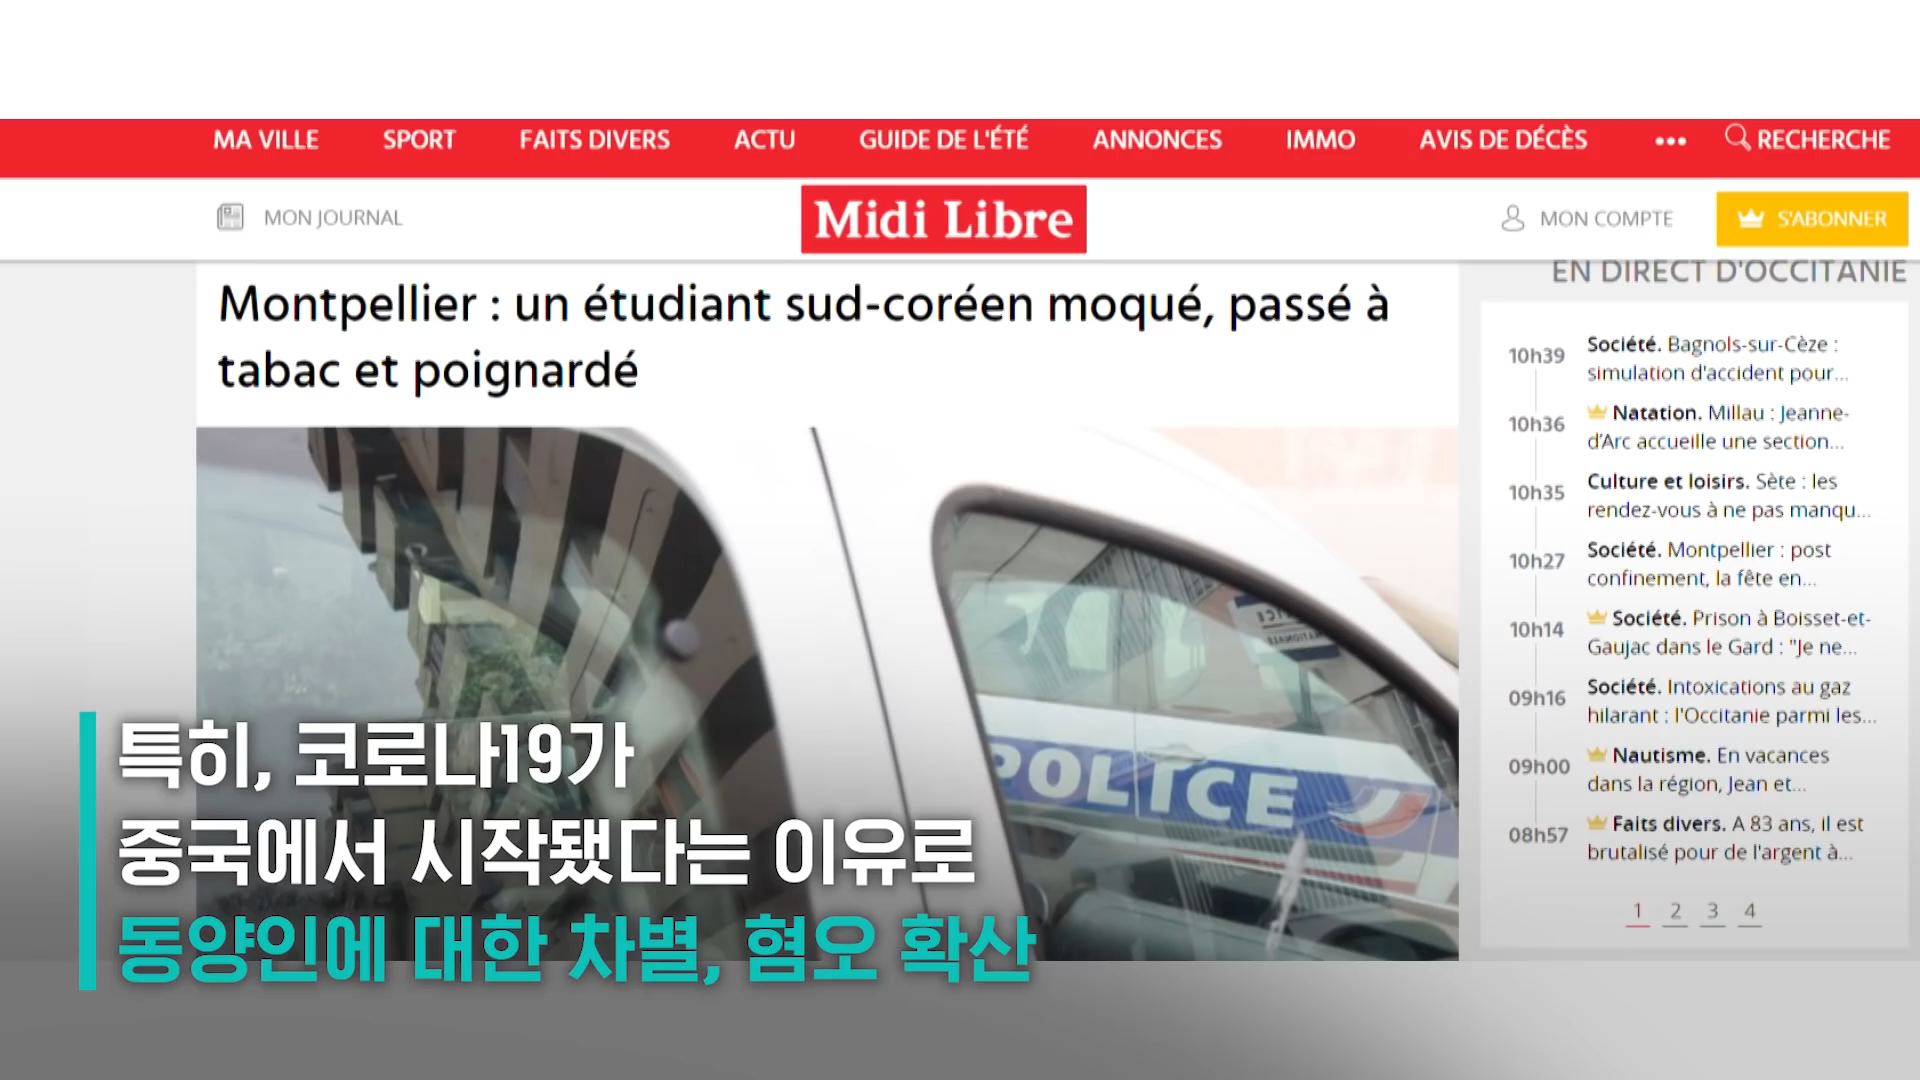 MA VILLE SPORT FAITS DIVERS ACTU GUIDE DE L'ÉTÉ ANNONCES IMMO AVIS DE DÉCÈS ••• RECHERCHE
MON JOURNAL
Midi Libre
MON COMPTE
S'ABONNER
Montpellier : un étudiant sud-coréen moqué, passé à
tabac et poignardé
POLICE
특히, 코로나19가
중국에서 시작됐다는 이유로
동양인에 대한 차별, 혐오 확산
EN DIRECT D'OCCITANIE
10h39
Société. Bagnols-sur-Cèze :
simulation d'accident pour...
10h36
Natation. Millau : Jeanne-
d'Arc accueille une section...
10h35
Culture et loisirs. Sète : les
rendez-vous à ne pas manqu...
10h27
Société. Montpellier : post
confinement, la fête en...
10h14
Société. Prison à Boisset-et-
Gaujac dans le Gard : "Je ne...
09h16
Société. Intoxications au gaz
hilarant : l'Occitanie parmi les...
09h00
Nautisme. En vacances
dans la région, Jean et...
08h57
Faits divers. A 83 ans, il est
brutalisé pour de l'argent à...
1 2 3 4